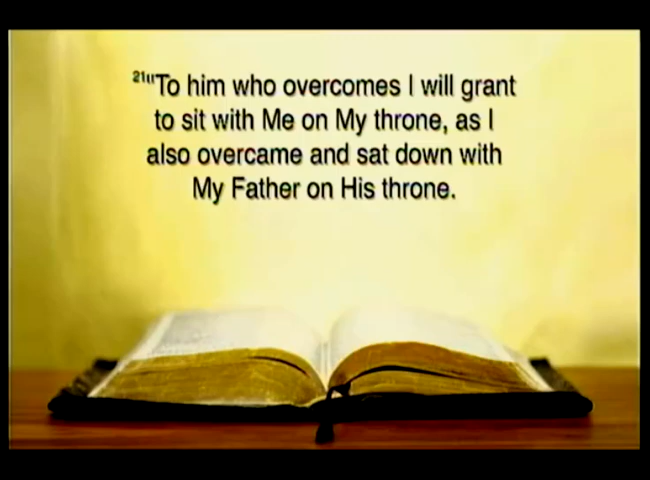 21"To him who overcomes I will grant
to sit with Me on My throne, as I
also overcame and sat down with
My Father on His throne.